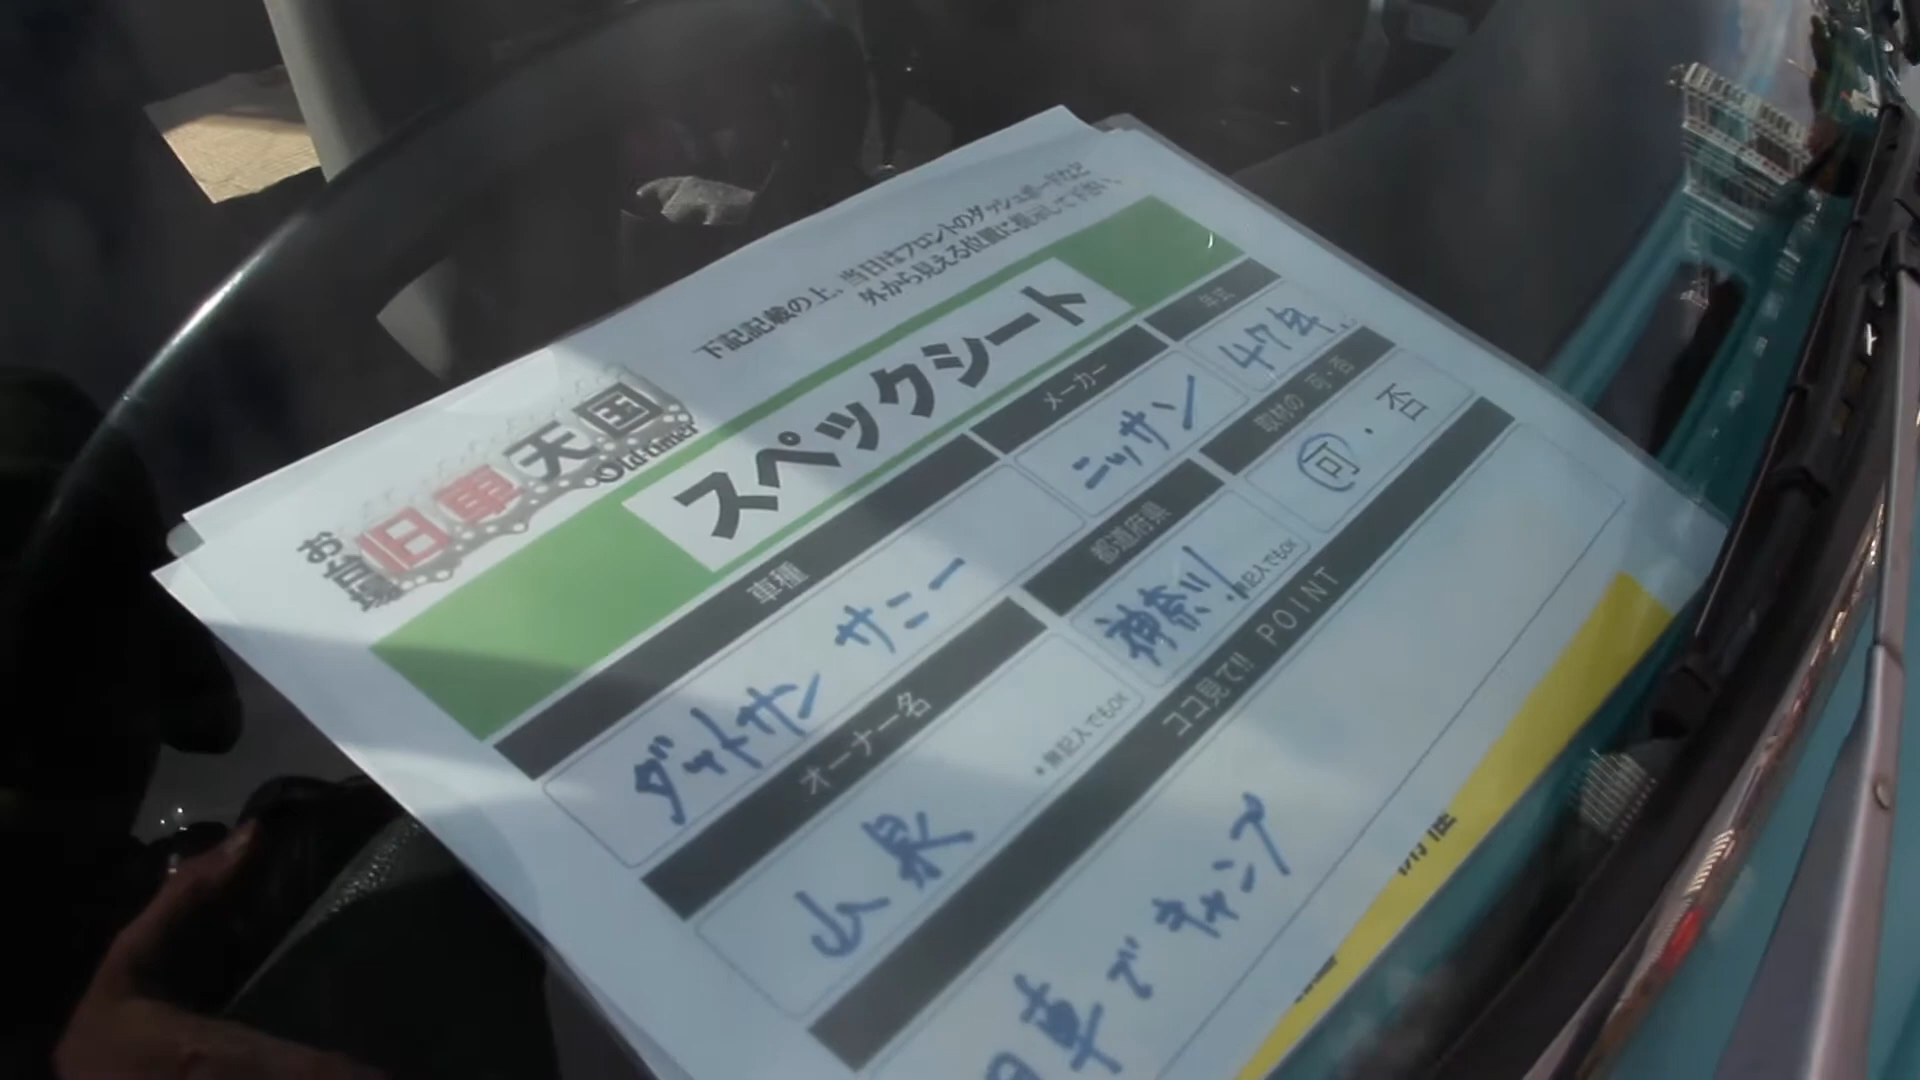 下記記載の上、当日はフロントのダッシュボードなど
外から見える位置に提示して下さい。
お台場旧車天国
Old-timer
スペックシート
車種
メーカー
年式
ダットサン サニー
ニッサン
47年
オーナー名
都道府県
取材の 可・否
山泉
*無記入でもOK
神奈川
無記入でもOK
可・否
ココ見て!! POINT
旧車でキャンプ